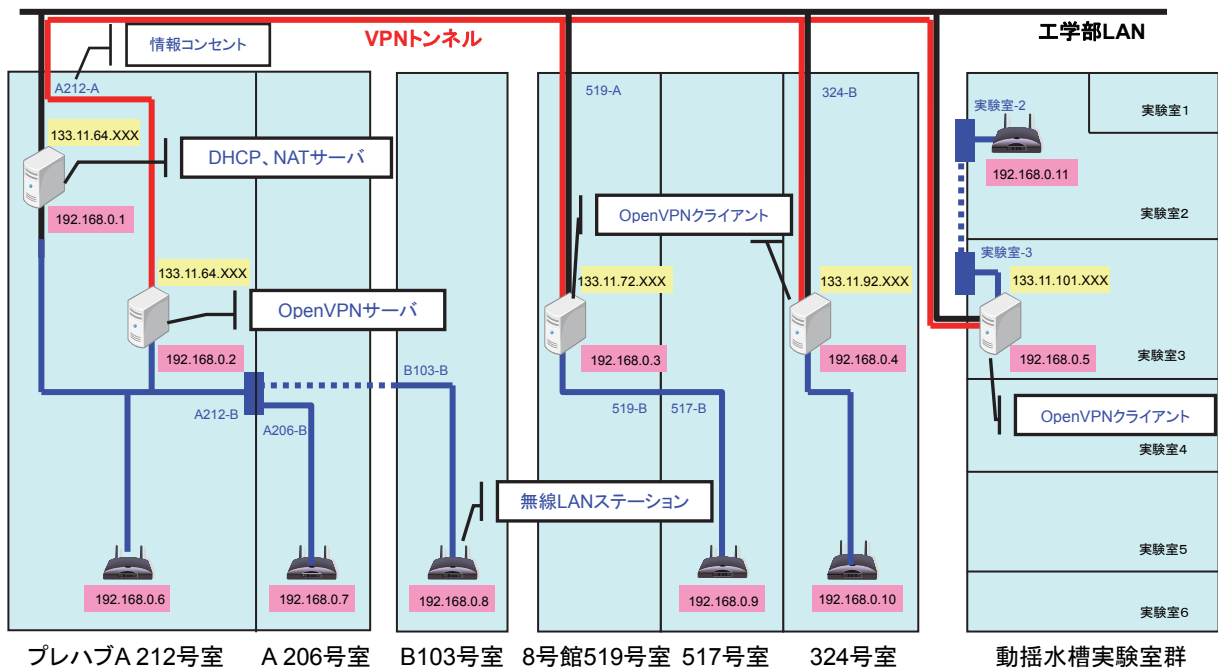 情報コンセント
VPNトンネル
工学部LAN
A212-A
519-A
324-B
実験室-2
実験室1
133.11.64.XXX
DHCP、NATサーバ
192.168.0.11
192.168.0.1
OpenVPNクライアント
実験室2
実験室-3
133.11.64.XXX
133.11.72.XXX
133.11.92.XXX
133.11.101.XXX
OpenVPNサーバ
192.168.0.2
192.168.0.3
192.168.0.4
192.168.0.5
実験室3
B103-B
A212-B
519-B
517-B
OpenVPNクライアント
A206-B
実験室4
無線LANステーション
実験室5
192.168.0.6
192.168.0.7
192.168.0.8
192.168.0.9
192.168.0.10
実験室6
プレハブA 212号室
A 206号室
B103号室
8号館519号室
517号室
324号室
動揺水槽実験室群